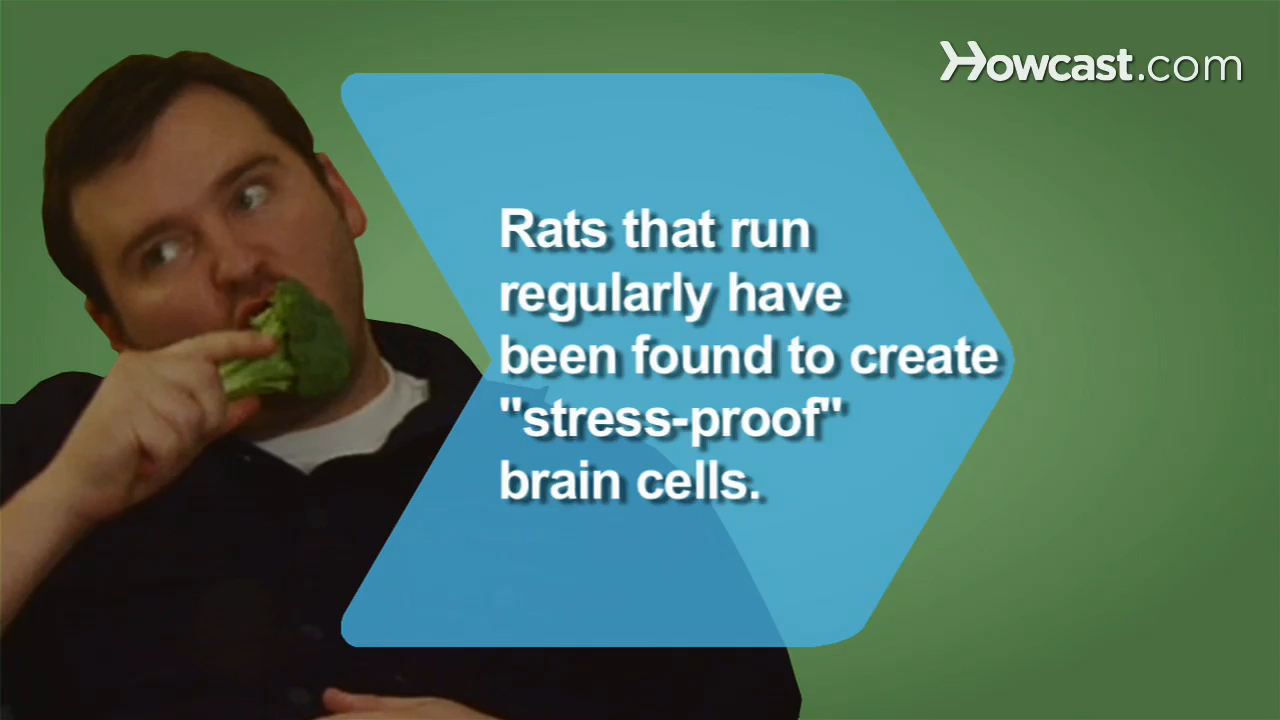 Howcast.com
Rats that run
regularly have
been found to create
"stress-proof"
brain cells.